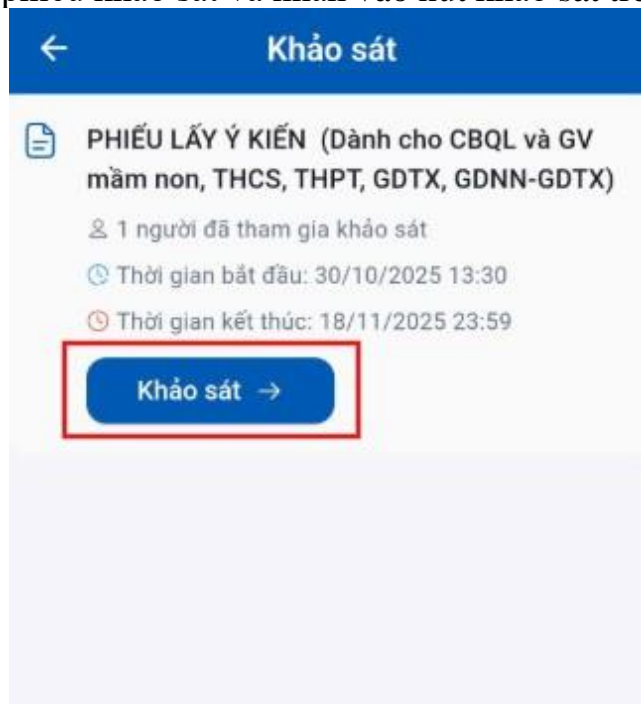 Khảo sát
PHIẾU LẤY Ý KIẾN (Dành cho CBQL và GV
mầm non, THCS, THPT, GDTX, GDNN-GDTX)
1 người đã tham gia khảo sát
Thời gian bắt đầu: 30/10/2025 13:30
Thời gian kết thúc: 18/11/2025 23:59
Khảo sát →